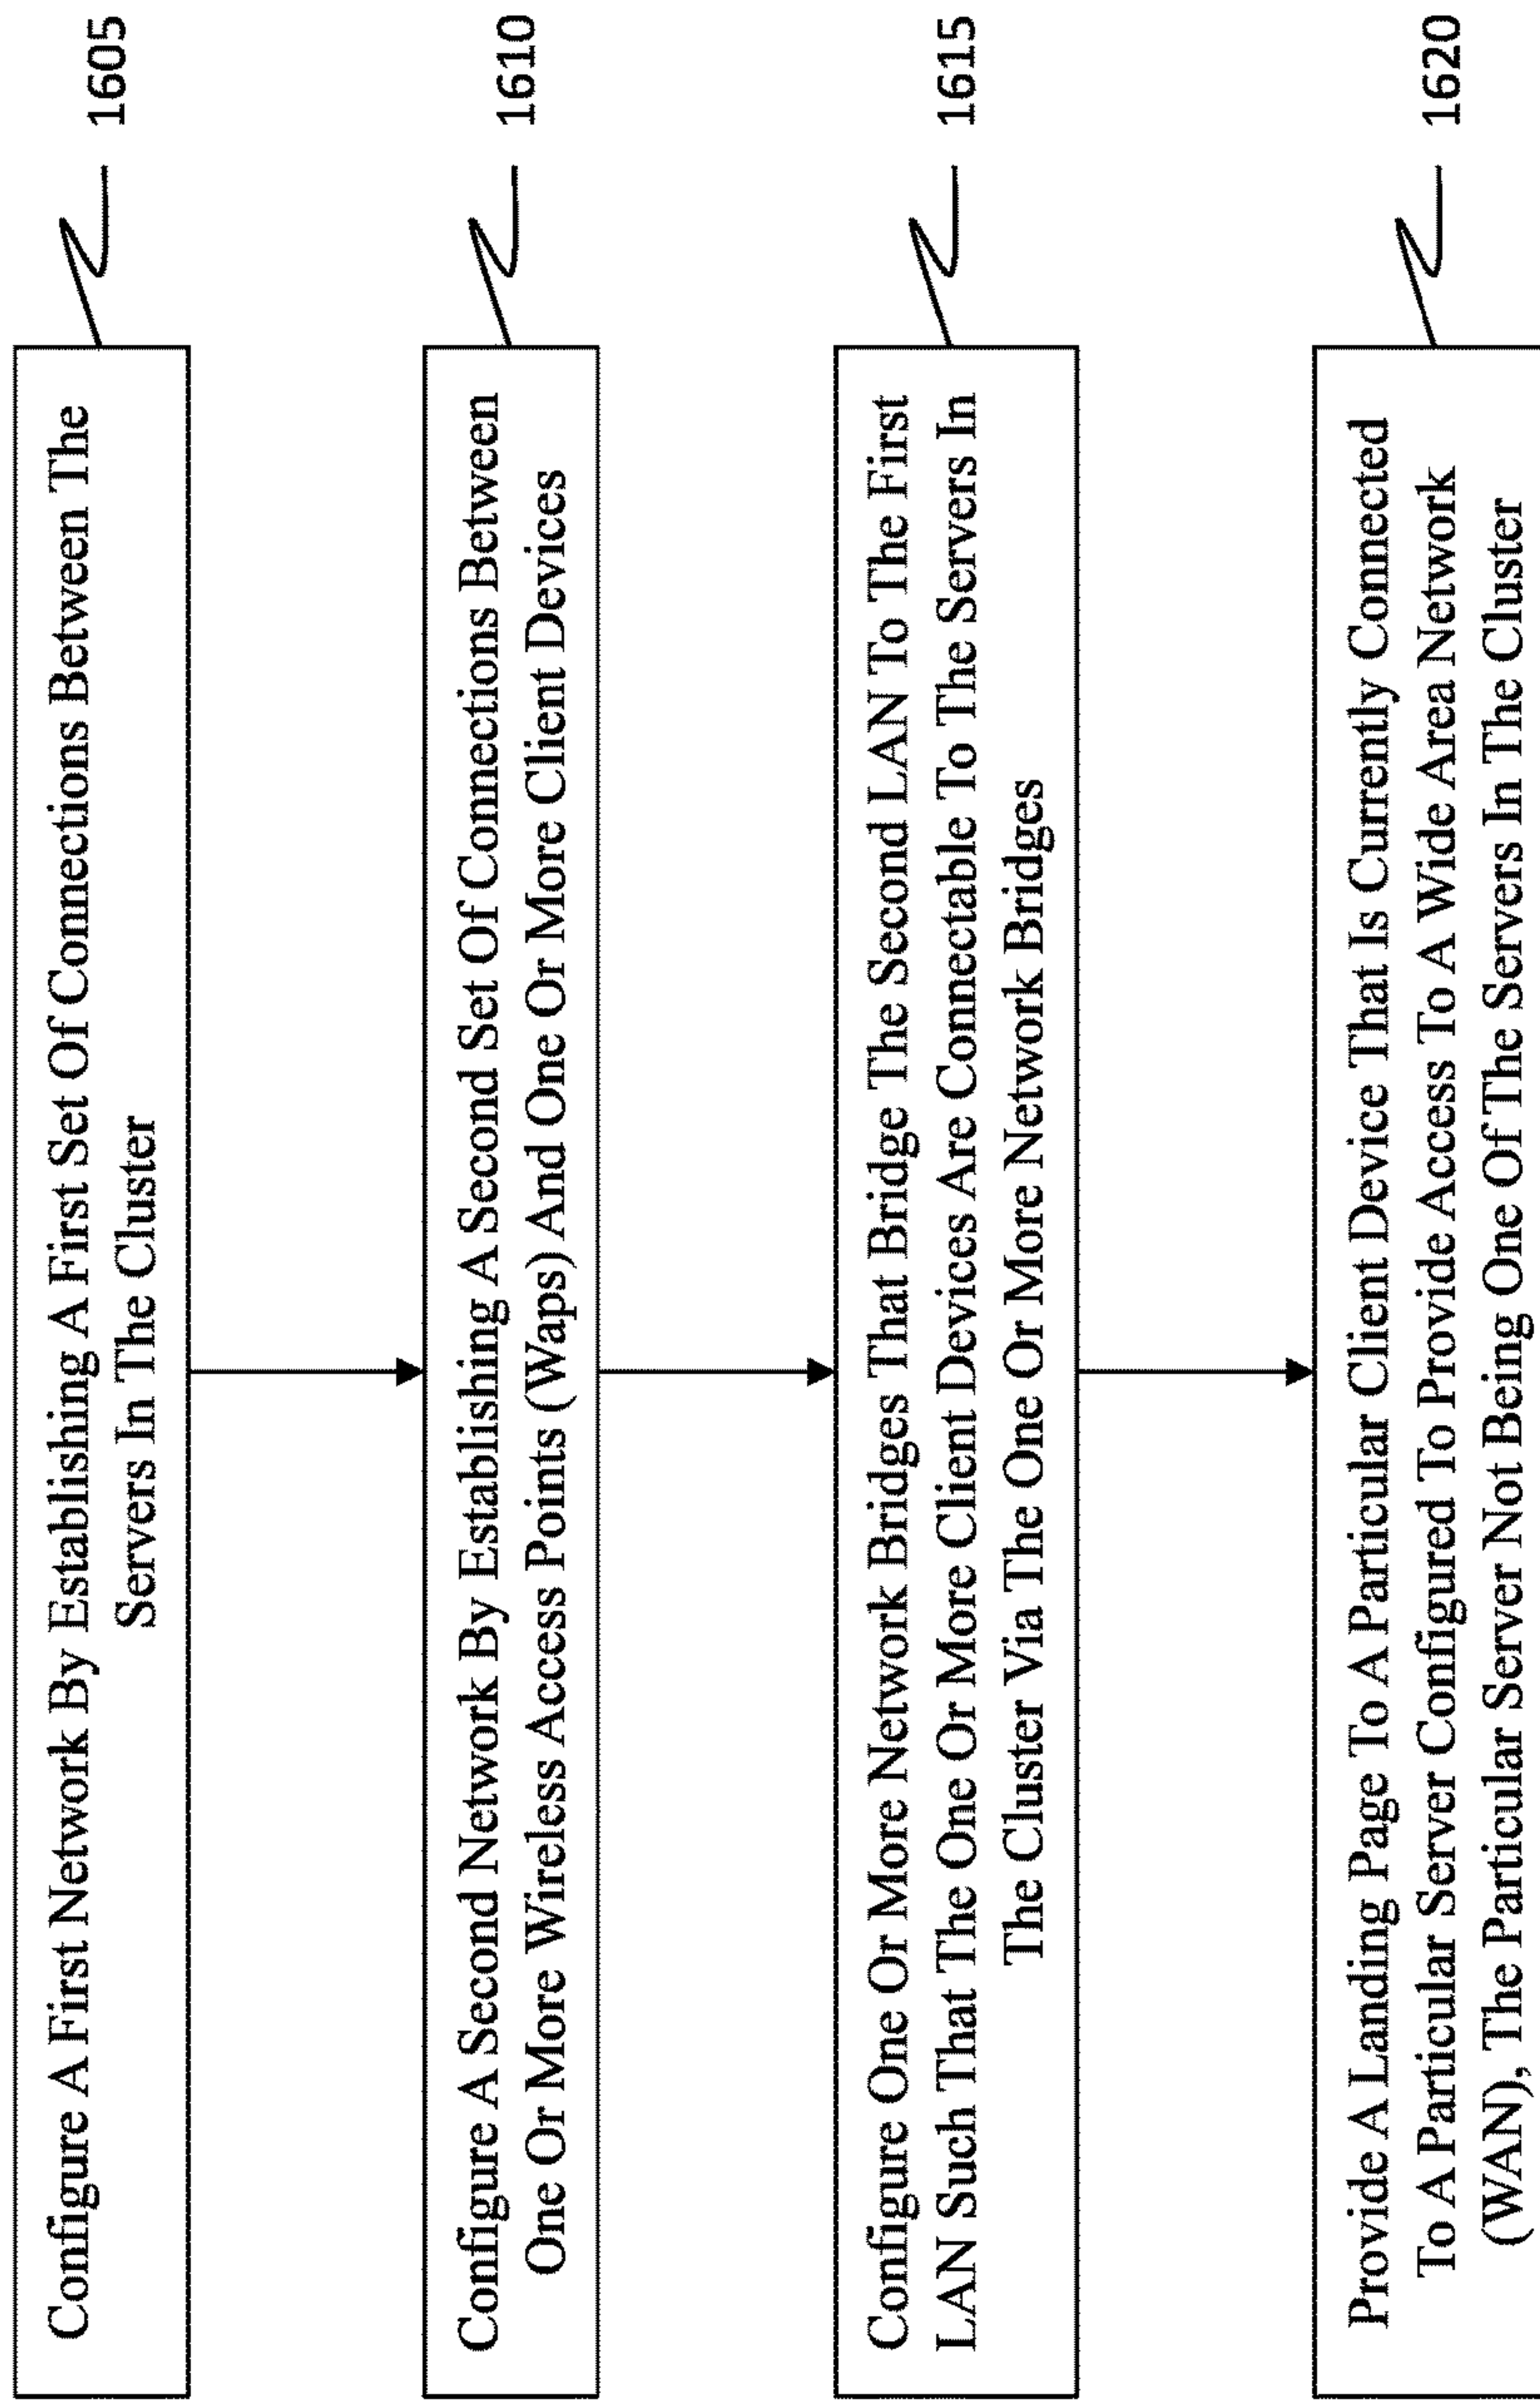 Configure A First Network By Establishing A First Set Of Connections Between The
Servers In The Cluster
1605
Configure A Second Network By Establishing A Second Set Of Connections Between
One Or More Wireless Access Points (Waps) And One Or More Client Devices
1610
Configure One Or More Network Bridges That Bridge The Second LAN To The First
LAN Such That The One Or More Client Devices Are Connectable To The Servers In
The Cluster Via The One Or More Network Bridges
1615
Provide A Landing Page To A Particular Client Device That Is Currently Connected
To A Particular Server Configured To Provide Access To A Wide Area Network
(WAN), The Particular Server Not Being One Of The Servers In The Cluster
1620